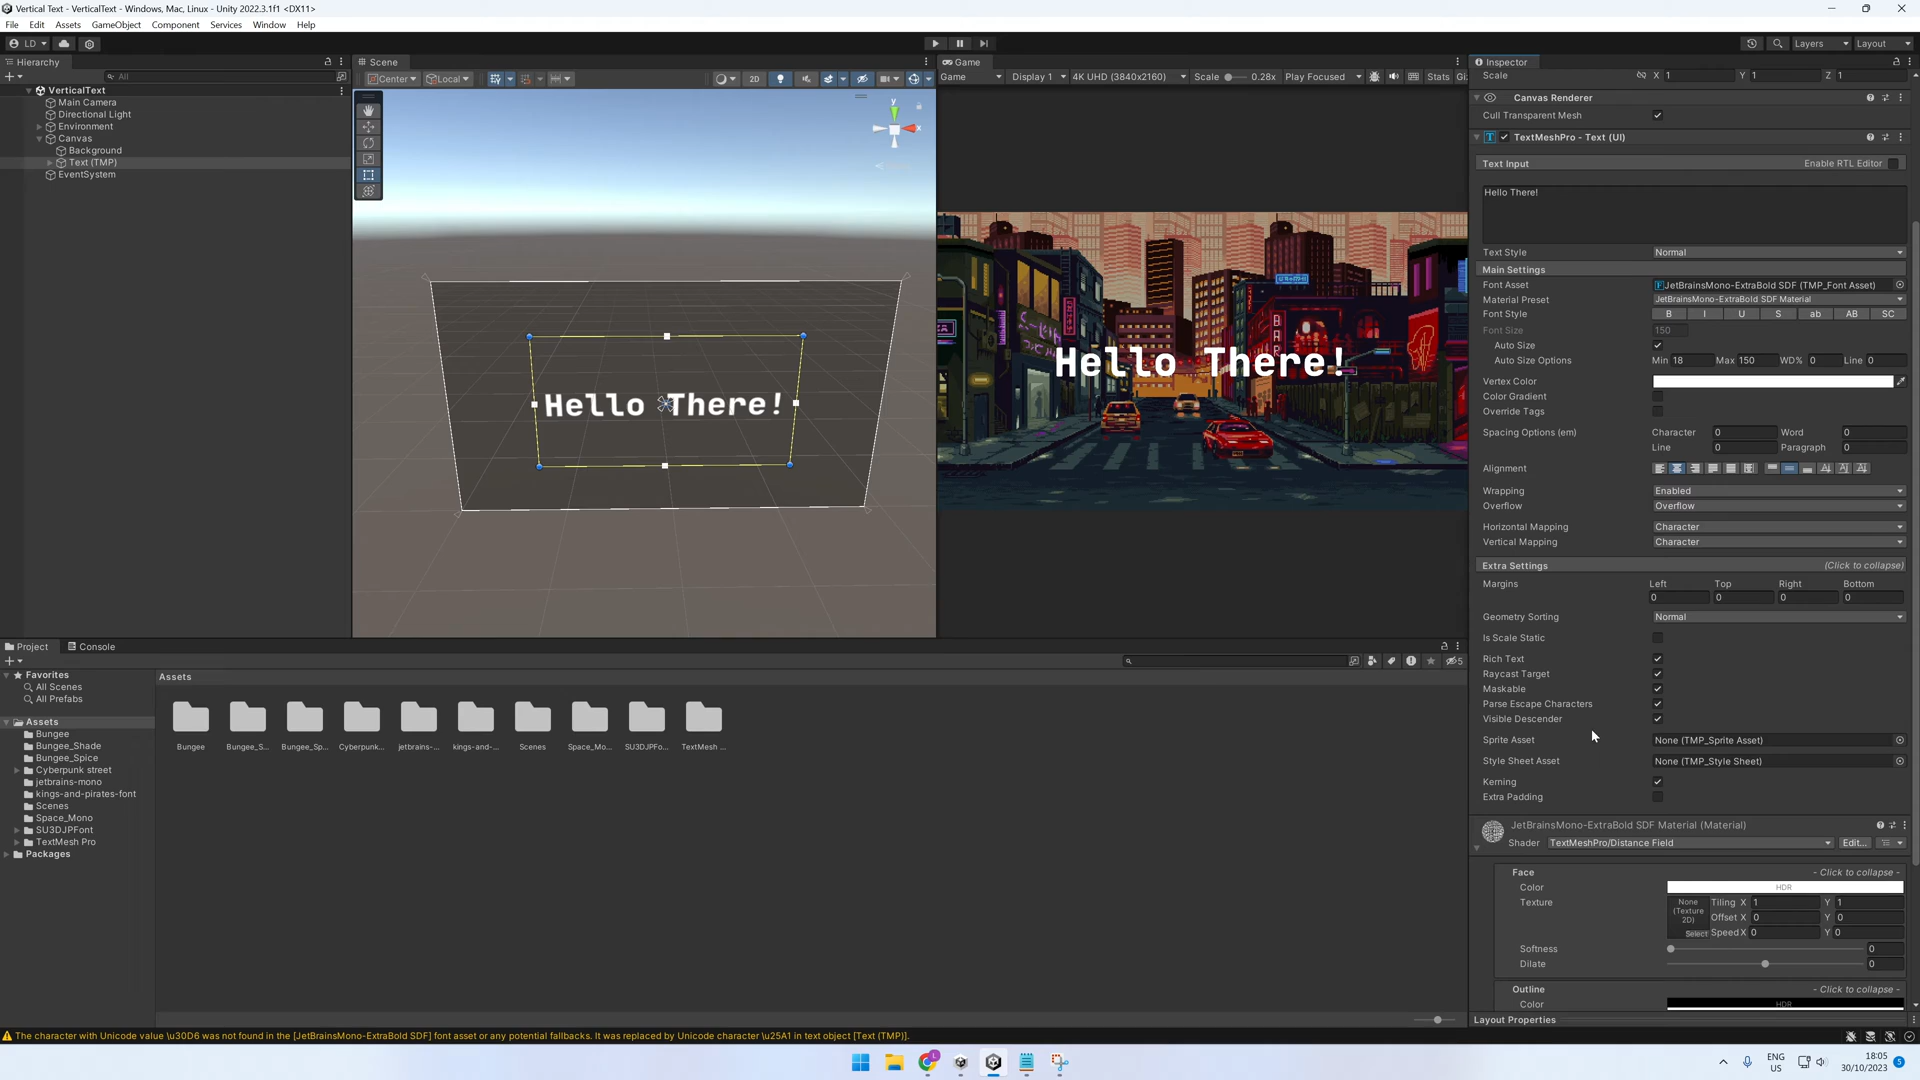 Vertical Text - VerticalText - Windows, Mac, Linux - Unity 2022.3.1f1 <DX11>
File Edit Assets GameObject Component Services Window Help
LD
Layers
Layout
Hierarchy
All
VerticalText
Main Camera
Directional Light
Environment
Canvas
Background
Text (TMP)
EventSystem
Scene
Center Local
2D
y
x
Hello There!
Game
Game Display 1 4K UHD (3840x2160) Scale 0.28x Play Focused Stats Giz
BAR
Hello There!
Inspector
Scale X 1 Y 1 Z 1
Canvas Renderer
Cull Transparent Mesh
TextMeshPro - Text (UI)
Text Input Enable RTL Editor
Hello There!
Text Style Normal
Main Settings
Font Asset JetBrainsMono-ExtraBold SDF (TMP_Font Asset)
Material Preset JetBrainsMono-ExtraBold SDF Material
Font Style B I U S ab AB SC
Font Size 150
Auto Size
Auto Size Options Min 18 Max 150 WD% 0 Line 0
Vertex Color
Color Gradient
Override Tags
Spacing Options (em) Character 0 Word 0
Line 0 Paragraph 0
Alignment
Wrapping Enabled
Overflow Overflow
Horizontal Mapping Character
Vertical Mapping Character
Extra Settings (Click to collapse)
Margins Left Top Right Bottom
0 0 0 0
Geometry Sorting Normal
Is Scale Static
Rich Text
Raycast Target
Maskable
Parse Escape Characters
Visible Descender
Sprite Asset None (TMP_Sprite Asset)
Style Sheet Asset None (TMP_Style Sheet)
Kerning
Extra Padding
JetBrainsMono-ExtraBold SDF Material (Material)
Shader TextMeshPro/Distance Field Edit...
Face - Click to collapse -
Color HDR
Texture None (Texture 2D) Select Tiling X 1 Y 1
Offset X 0 Y 0
Speed X 0 Y 0
Softness 0
Dilate 0
Outline - Click to collapse -
Color HDR
Layout Properties
Project Console
5
Favorites
All Scenes
All Prefabs
Assets
Bungee
Bungee_Shade
Bungee_Spice
Cyberpunk street
jetbrains-mono
kings-and-pirates-font
Scenes
Space_Mono
SU3DJPFont
TextMesh Pro
Packages
Assets
Bungee Bungee_S... Bungee_Sp... Cyberpunk... jetbrains-... kings-and-... Scenes Space_Mo... SU3DJPFo... TextMesh ...
The character with Unicode value \u30D6 was not found in the [JetBrainsMono-ExtraBold SDF] font asset or any potential fallbacks. It was replaced by Unicode character \u25A1 in text object [Text (TMP)].
ENG
US
18:05
30/10/2023
5